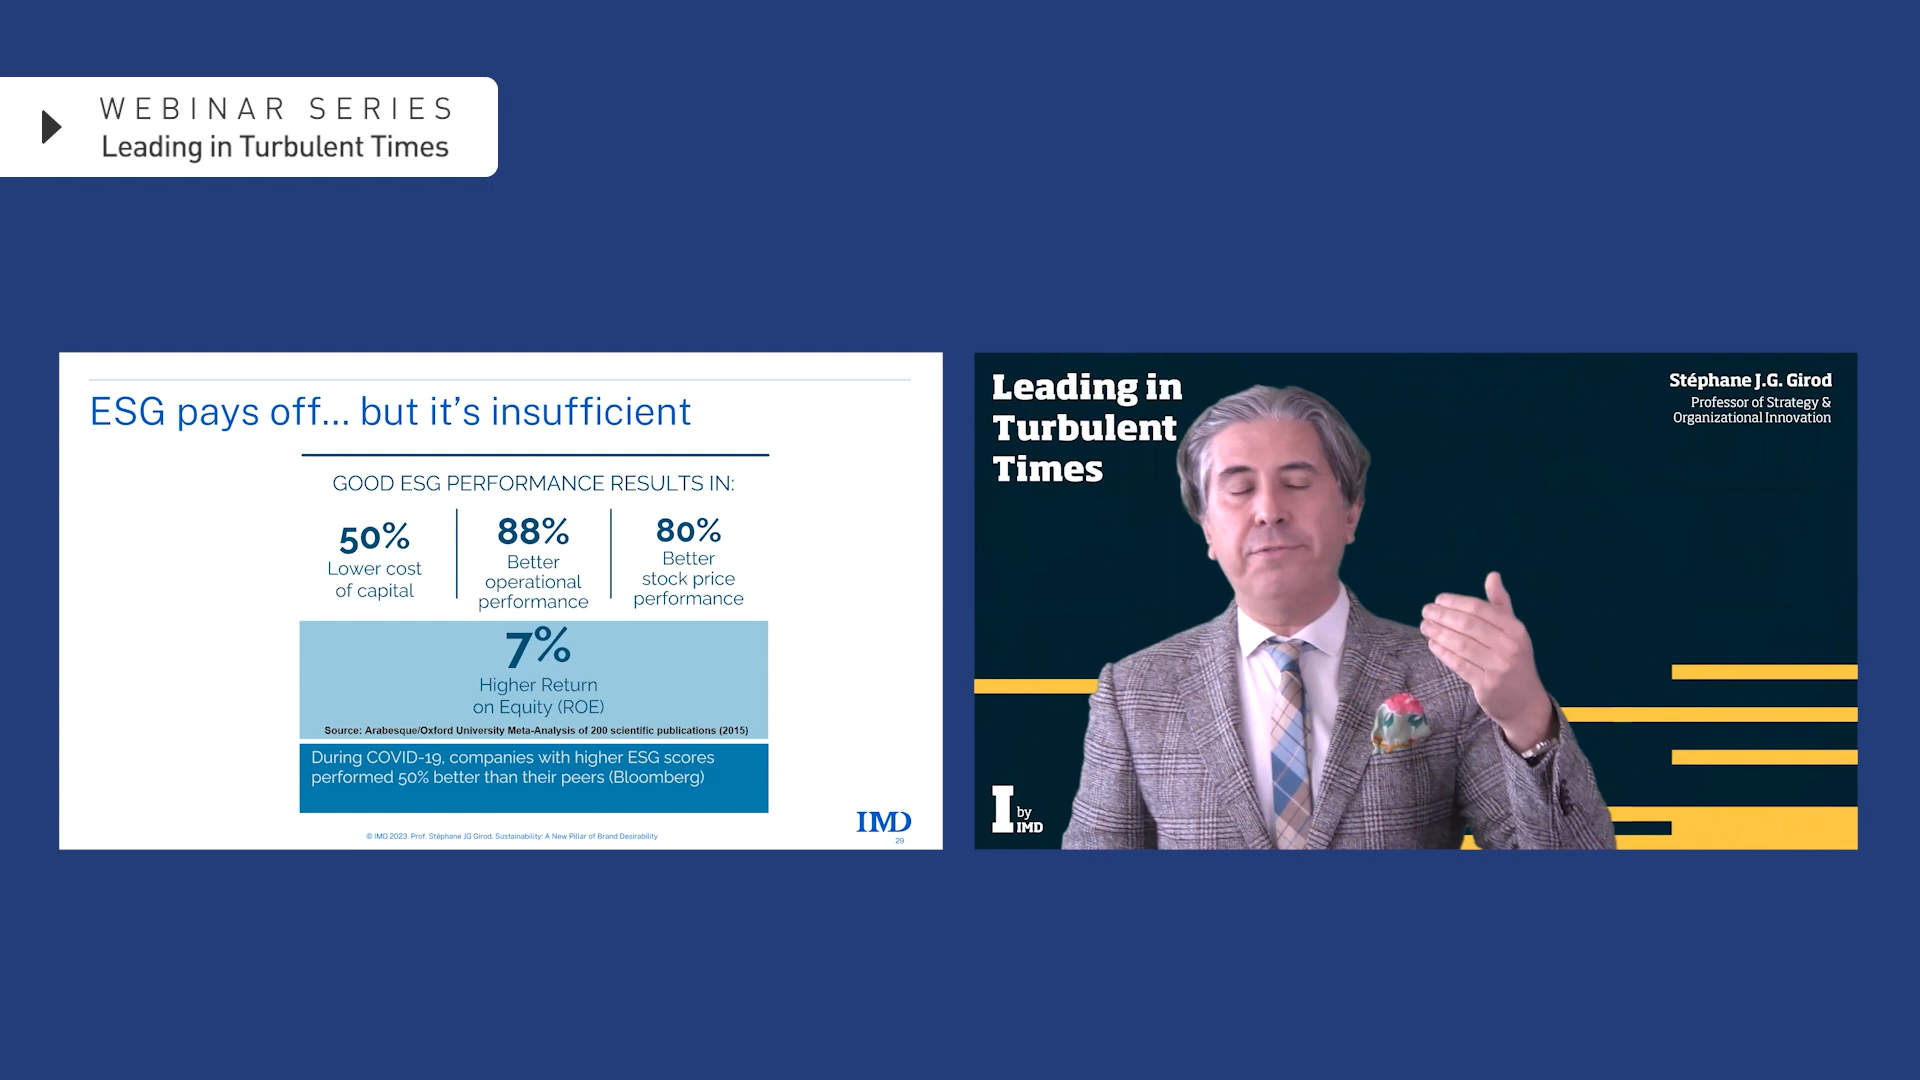 WEBINAR SERIES
Leading in Turbulent Times
ESG pays off... but it's insufficient
GOOD ESG PERFORMANCE RESULTS IN:
50%
Lower cost
of capital
88%
Better
operational
performance
80%
Better
stock price
performance
7%
Higher Return
on Equity (ROE)
Source: Arabesque/Oxford University Meta-Analysis of 200 scientific publications (2015)
During COVID-19, companies with higher ESG scores
performed 50% better than their peers (Bloomberg)
© IMD 2023. Prof. Stéphane JG Girod. Sustainability: A New Pillar of Brand Desirability
IMD
29
Leading in
Turbulent
Times
Stéphane J.G. Girod
Professor of Strategy &
Organizational Innovation
I by
IMD